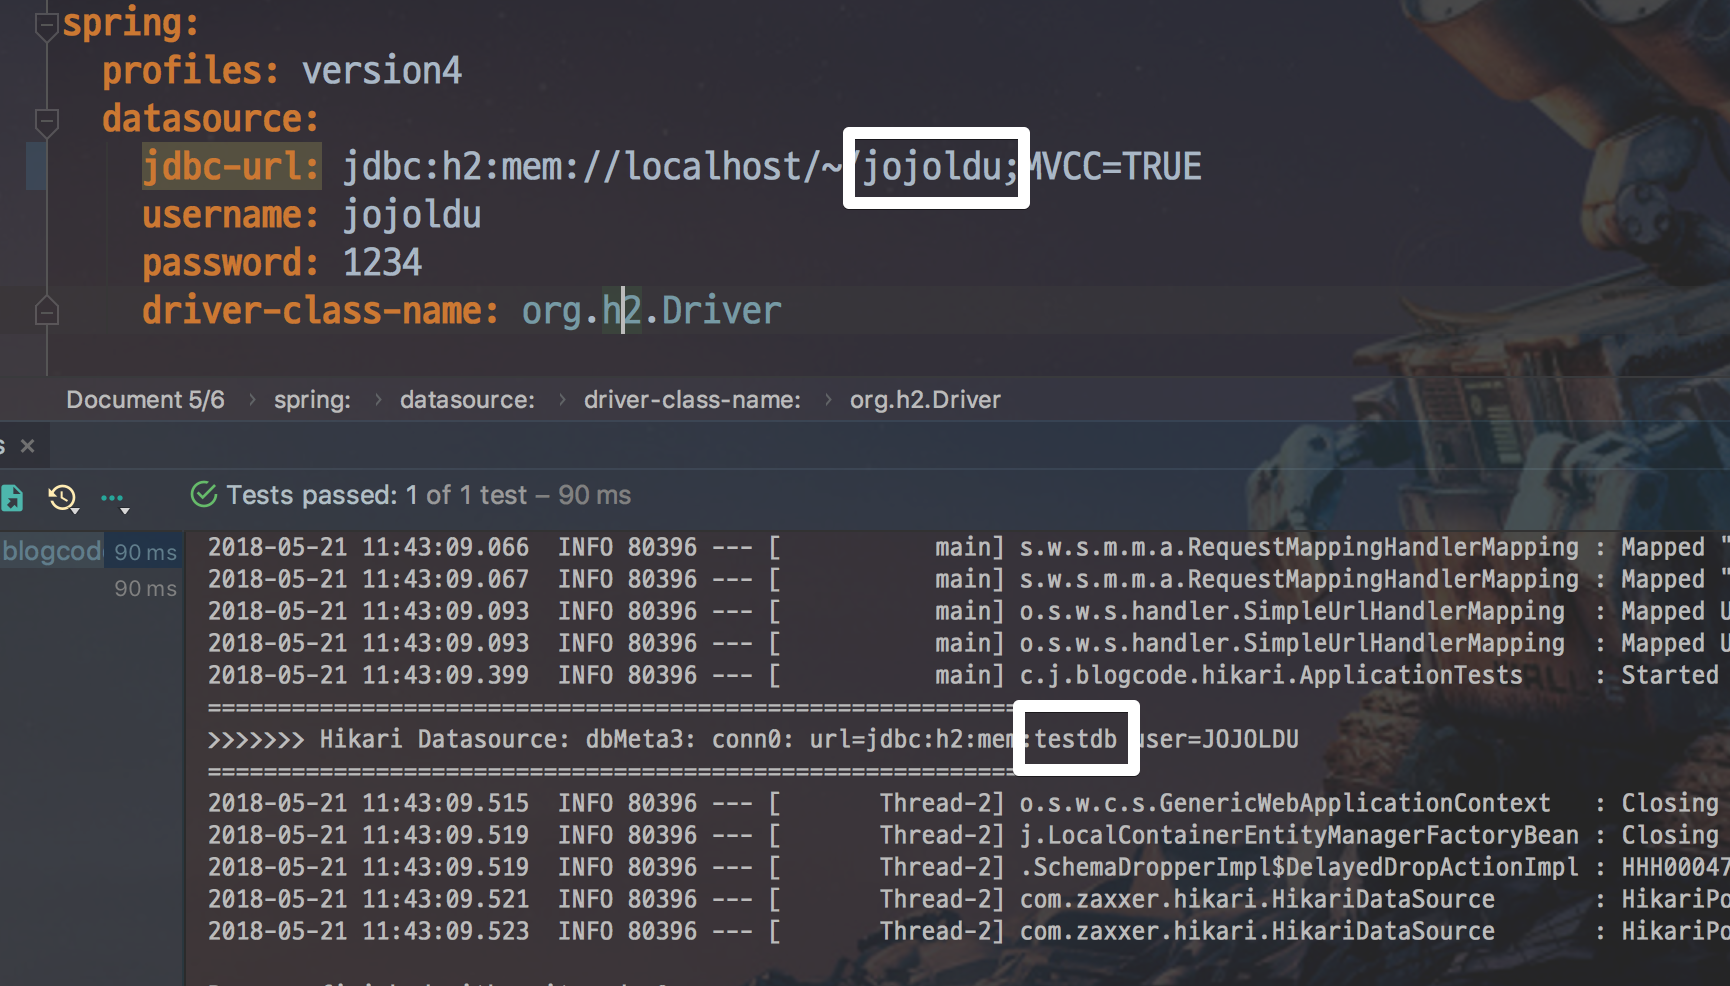 spring:
profiles: version4
datasource:
jdbc-url: jdbc:h2:mem://localhost/~/jojoldu;MVCC=TRUE
username: jojoldu
password: 1234
driver-class-name: org.h2.Driver
Document 5/6 › spring: › datasource: › driver-class-name: › org.h2.Driver
s ×
Tests passed: 1 of 1 test – 90 ms
blogcod 90 ms
90 ms
2018-05-21 11:43:09.066  INFO 80396 --- [           main] s.w.s.m.m.a.RequestMappingHandlerMapping : Mapped "
2018-05-21 11:43:09.067  INFO 80396 --- [           main] s.w.s.m.m.a.RequestMappingHandlerMapping : Mapped "
2018-05-21 11:43:09.093  INFO 80396 --- [           main] o.s.w.s.handler.SimpleUrlHandlerMapping  : Mapped U
2018-05-21 11:43:09.093  INFO 80396 --- [           main] o.s.w.s.handler.SimpleUrlHandlerMapping  : Mapped U
2018-05-21 11:43:09.399  INFO 80396 --- [           main] c.j.blogcode.hikari.ApplicationTests     : Started
==========================================================
>>>>>>> Hikari Datasource: dbMeta3: conn0: url=jdbc:h2:mem:testdb user=JOJOLDU
==========================================================
2018-05-21 11:43:09.515  INFO 80396 --- [       Thread-2] o.s.w.c.s.GenericWebApplicationContext   : Closing
2018-05-21 11:43:09.519  INFO 80396 --- [       Thread-2] j.LocalContainerEntityManagerFactoryBean : Closing
2018-05-21 11:43:09.519  INFO 80396 --- [       Thread-2] .SchemaDropperImpl$DelayedDropActionImpl : HHH00047
2018-05-21 11:43:09.521  INFO 80396 --- [       Thread-2] com.zaxxer.hikari.HikariDataSource       : HikariPo
2018-05-21 11:43:09.523  INFO 80396 --- [       Thread-2] com.zaxxer.hikari.HikariDataSource       : HikariPo